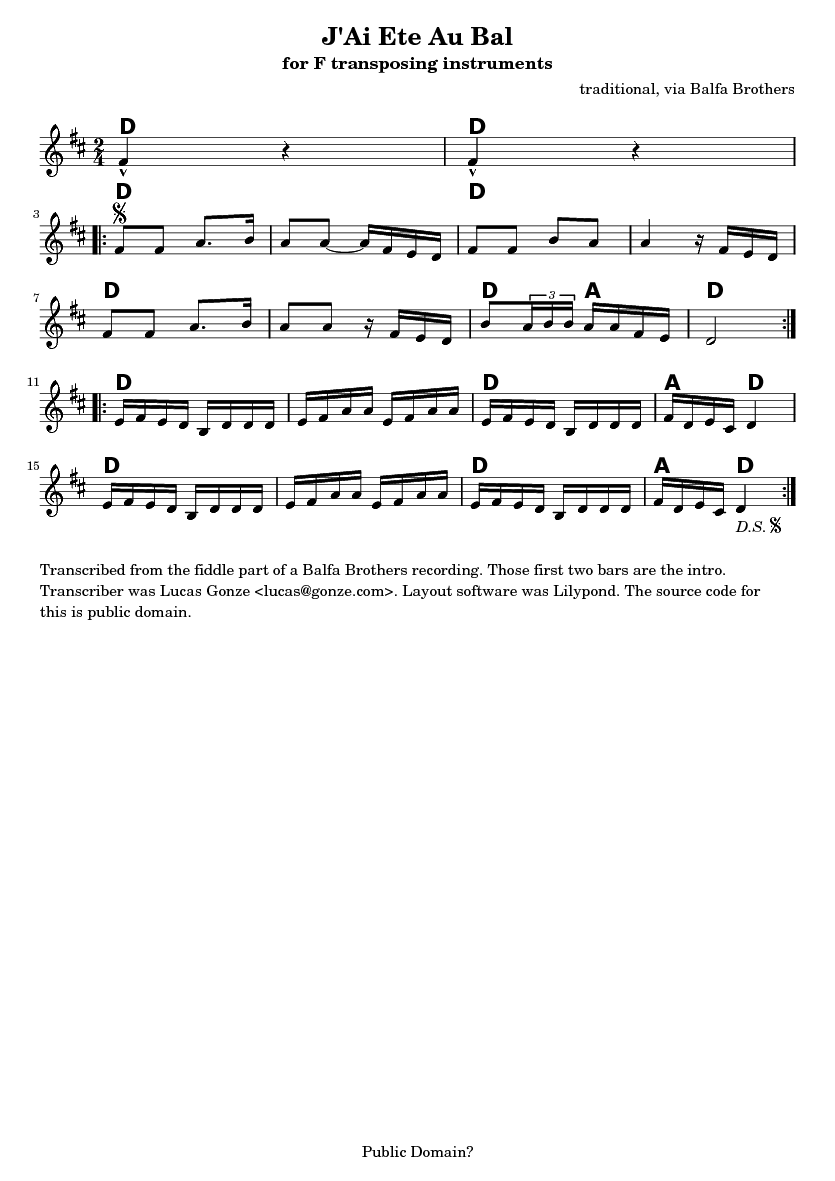 J'Ai Ete Au Bal
for F transposing instruments
traditional, via Balfa Brothers
D D
2
4
D D
3
D D A D
7
3
D D A D
11
D D A D
15
D.S.
Transcribed from the fiddle part of a Balfa Brothers recording. Those first two bars are the intro.
Transcriber was Lucas Gonze <lucas@gonze.com>. Layout software was Lilypond. The source code for
this is public domain.
Public Domain?